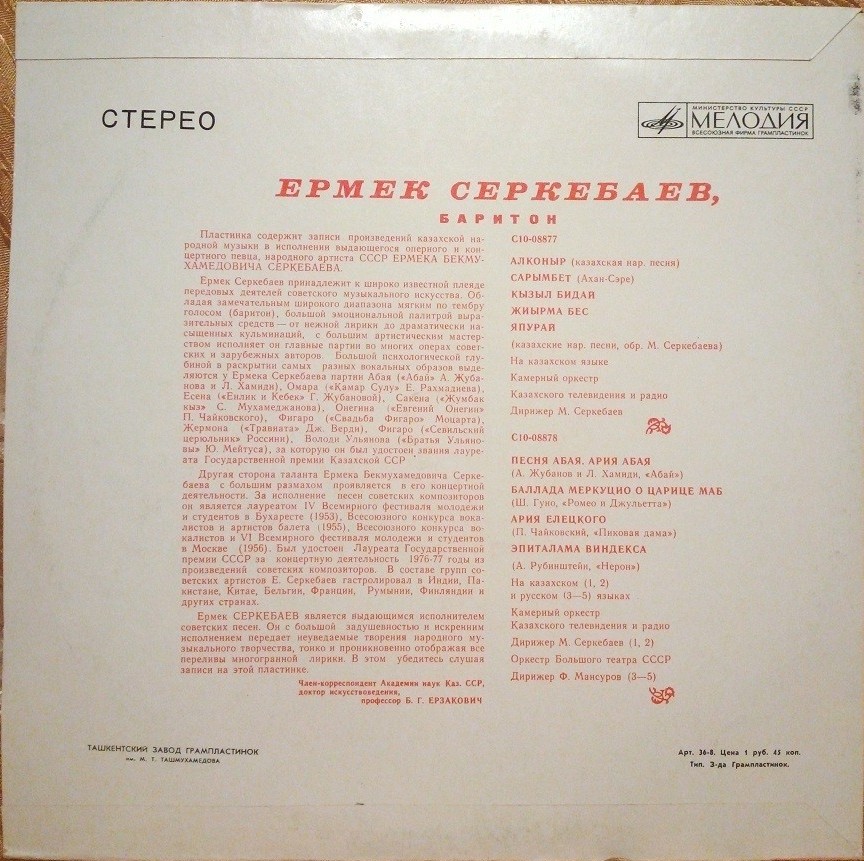 СТЕРЕО
МИНИСТЕРСТВО КУЛЬТУРЫ СССР
МЕЛОДИЯ
ВСЕСОЮЗНАЯ ФИРМА ГРАМПЛАСТИНОК
ЕРМЕК СЕРКЕБАЕВ,
БАРИТОН
Пластинка содержит записи произведений казахской на-
родной музыки в исполнении выдающегося оперного и кон-
цертного певца, народного артиста СССР ЕРМЕКА БЕКМУ-
ХАМЕДОВИЧА СЕРКЕБАЕВА.
Ермек Серкебаев принадлежит к широко известной плеяде
передовых деятелей советского музыкального искусства. Об-
ладая замечательным широкого диапазона мягким по тембру
голосом (баритон), большой эмоциональной палитрой выра-
зительных средств — от нежной лирики до драматически на-
сыщенных кульминаций, с большим артистическим мастер-
ством исполняет он главные партии во многих операх совет-
ских и зарубежных авторов. Большой психологической глу-
биной в раскрытии самых разных вокальных образов выде-
ляются у Ермека Серкебаева партии Абая («Абай» А. Жуба-
нова и Л. Хамиди), Омара («Камар Сулу» Е. Рахмадиева),
Есена («Енлик и Кебек» Г. Жубановой), Сакена («Жумбак
кыз» С. Мухамеджанова), Онегина («Евгений Онегин»
П. Чайковского), Фигаро («Свадьба Фигаро» Моцарта),
Жермона («Травиата» Дж. Верди), Фигаро («Севильский
церюльник» Россини), Володи Ульянова («Братья Ульяно-
вы» Ю. Мейтуса), за которую он был удостоен звания лауре-
ата Государственной премии Казахской ССР
Другая сторона таланта Ермека Бекмухамедовича Серке-
баева с большим размахом проявляется в его концертной
деятельности. За исполнение песен советских композиторов
он является лауреатом IV Всемирного фестиваля молодежи
и студентов в Бухаресте (1953), Всесоюзного конкурса вока-
листов и артистов балета (1955), Всесоюзного конкурса во-
калистов и VI Всемирного фестиваля молодежи и студентов
в Москве (1956). Был удостоен Лауреата Государственной
премии СССР за концертную деятельность 1976-77 годы из
произведений советских композиторов. В составе групп со-
ветских артистов Е. Серкебаев гастролировал в Индии, Па-
кистане, Китае, Бельгии, Франции, Румынии, Финляндии и
других странах.
Ермек СЕРКЕБАЕВ является выдающимся исполнителем
советских песен. Он с большой задушевностью и искренним
исполнением передает неуведаемые творения народного му-
зыкального творчества, тонко и проникновенно отображая все
переливы многогранной лирики. В этом убедитесь слушая
записи на этой пластинке.
Член-корреспондент Академии наук Каз. ССР,
доктор искусствоведения,
профессор Б. Г. ЕРЗАКОВИЧ
С10-08877
АЛКОНЫР (казахская нар. песня)
САРЫМБЕТ (Ахан-Сэре)
КЫЗЫЛ БИДАЙ
ЖИЫРМА БЕС
ЯПУРАЙ
(казахские нар. песни, обр. М. Серкебаева)
На казахском языке
Камерный оркестр
Казахского телевидения и радио
Дирижер М. Серкебаев
С10-08878
ПЕСНЯ АБАЯ. АРИЯ АБАЯ
(А. Жубанов и Л. Хамиди, «Абай»)
БАЛЛАДА МЕРКУЦИО О ЦАРИЦЕ МАБ
(Ш. Гуно, «Ромео и Джульетта»)
АРИЯ ЕЛЕЦКОГО
(П. Чайковский, «Пиковая дама»)
ЭПИТАЛАМА ВИНДЕКСА
(А. Рубинштейн, «Нерон»)
На казахском (1, 2)
и русском (3—5) языках
Камерный оркестр
Казахского телевидения и радио
Дирижер М. Серкебаев (1, 2)
Оркестр Большого театра СССР
Дирижер Ф. Мансуров (3—5)
ТАШКЕНТСКИЙ ЗАВОД ГРАМПЛАСТИНОК
им. М. Т. ТАШМУХАМЕДОВА
Арт. 36-8. Цена 1 руб. 45 коп.
Тип. З-да Грампластинок.